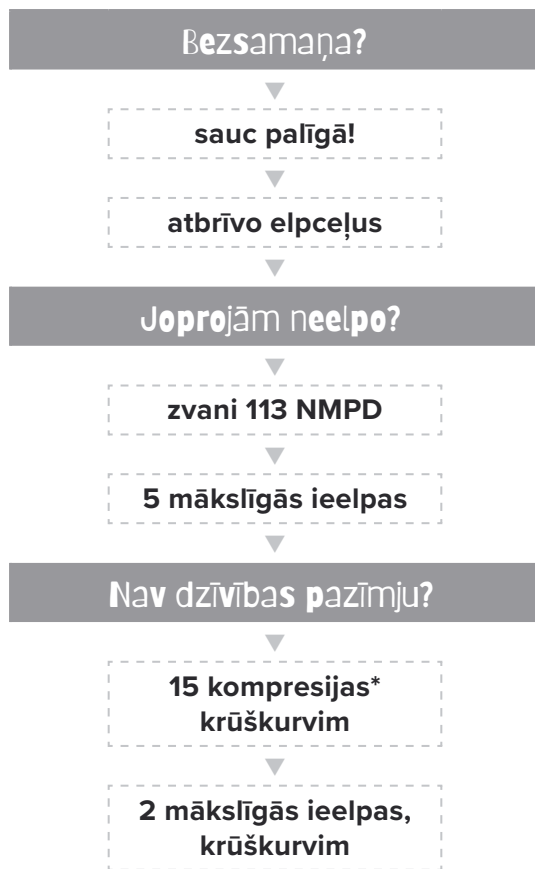 Bezsamaņa?
sauc palīgā!
atbrīvo elpceļus
Joprojām neelpo?
zvani 113 NMPD
5 mākslīgās ieelpas
Nav dzīvības pazīmju?
15 kompresijas*
krūškurvim
2 mākslīgās ieelpas,
krūškurvim